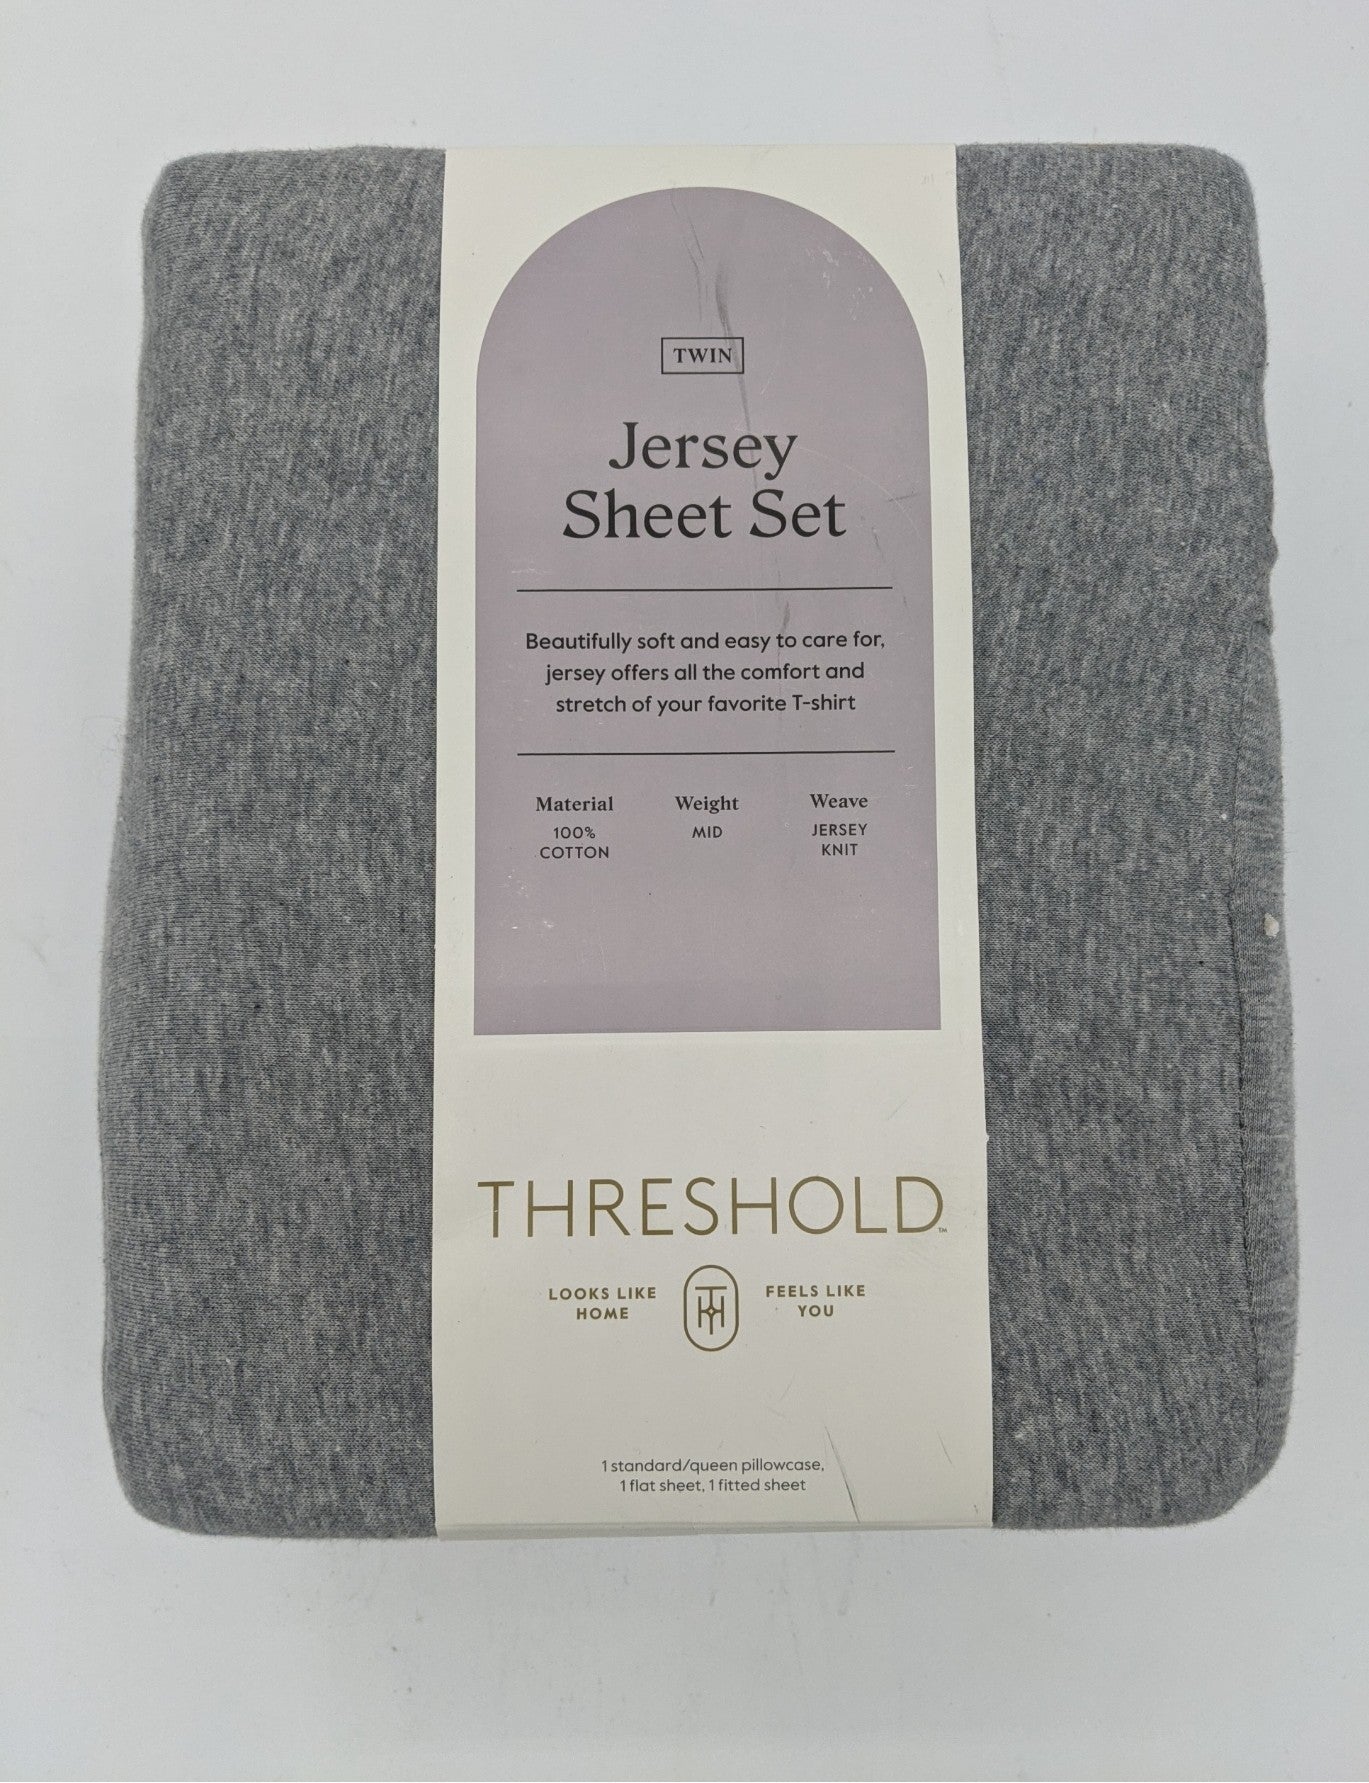 TWIN
Jersey
Sheet Set
Beautifully soft and easy to care for,
jersey offers all the comfort and
stretch of your favorite T-shirt
Material Weight Weave
100% MID JERSEY
COTTON KNIT
THRESHOLD™
LOOKS LIKE FEELS LIKE
HOME YOU
1 standard/queen pillowcase,
1 flat sheet, 1 fitted sheet